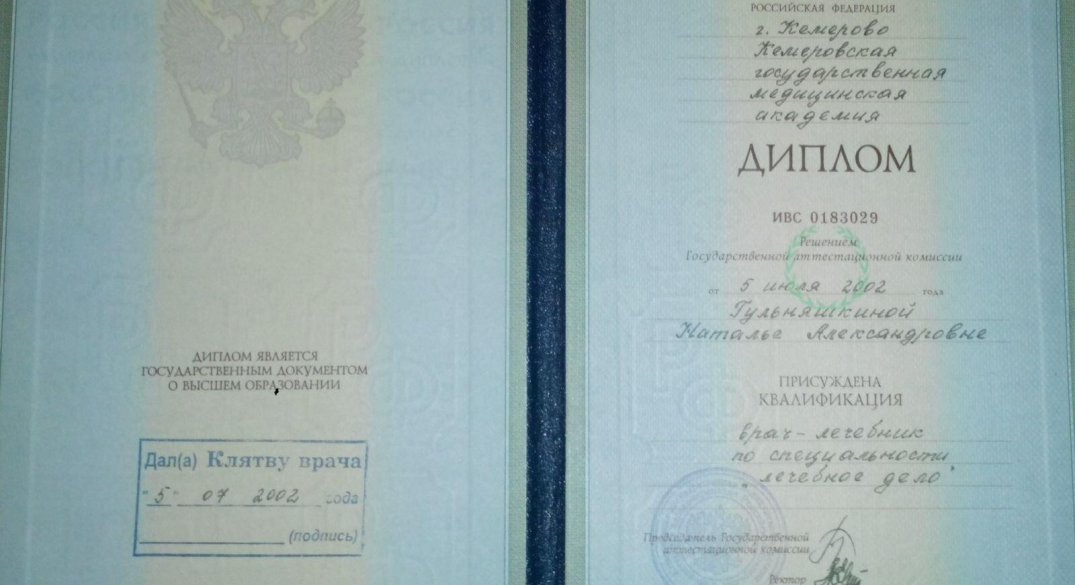 ДИПЛОМ ЯВЛЯЕТСЯ
ГОСУДАРСТВЕННЫМ ДОКУМЕНТОМ
О ВЫСШЕМ ОБРАЗОВАНИИ
Дал(а) Клятву врача
"5" 07 2002 года
(подпись)
РОССИЙСКАЯ ФЕДЕРАЦИЯ
г. Кемерово
Кемеровская
государственная
медицинская
академия
ДИПЛОМ
ИВС 0183029
Решением
Государственной аттестационной комиссии
от 5 июля 2002 года
Гульняшкиной
Наталье Александровне
ПРИСУЖДЕНА
КВАЛИФИКАЦИЯ
врач-лечебник
по специальности
"лечебное дело"
Председатель Государственной
аттестационной комиссии
Ректор